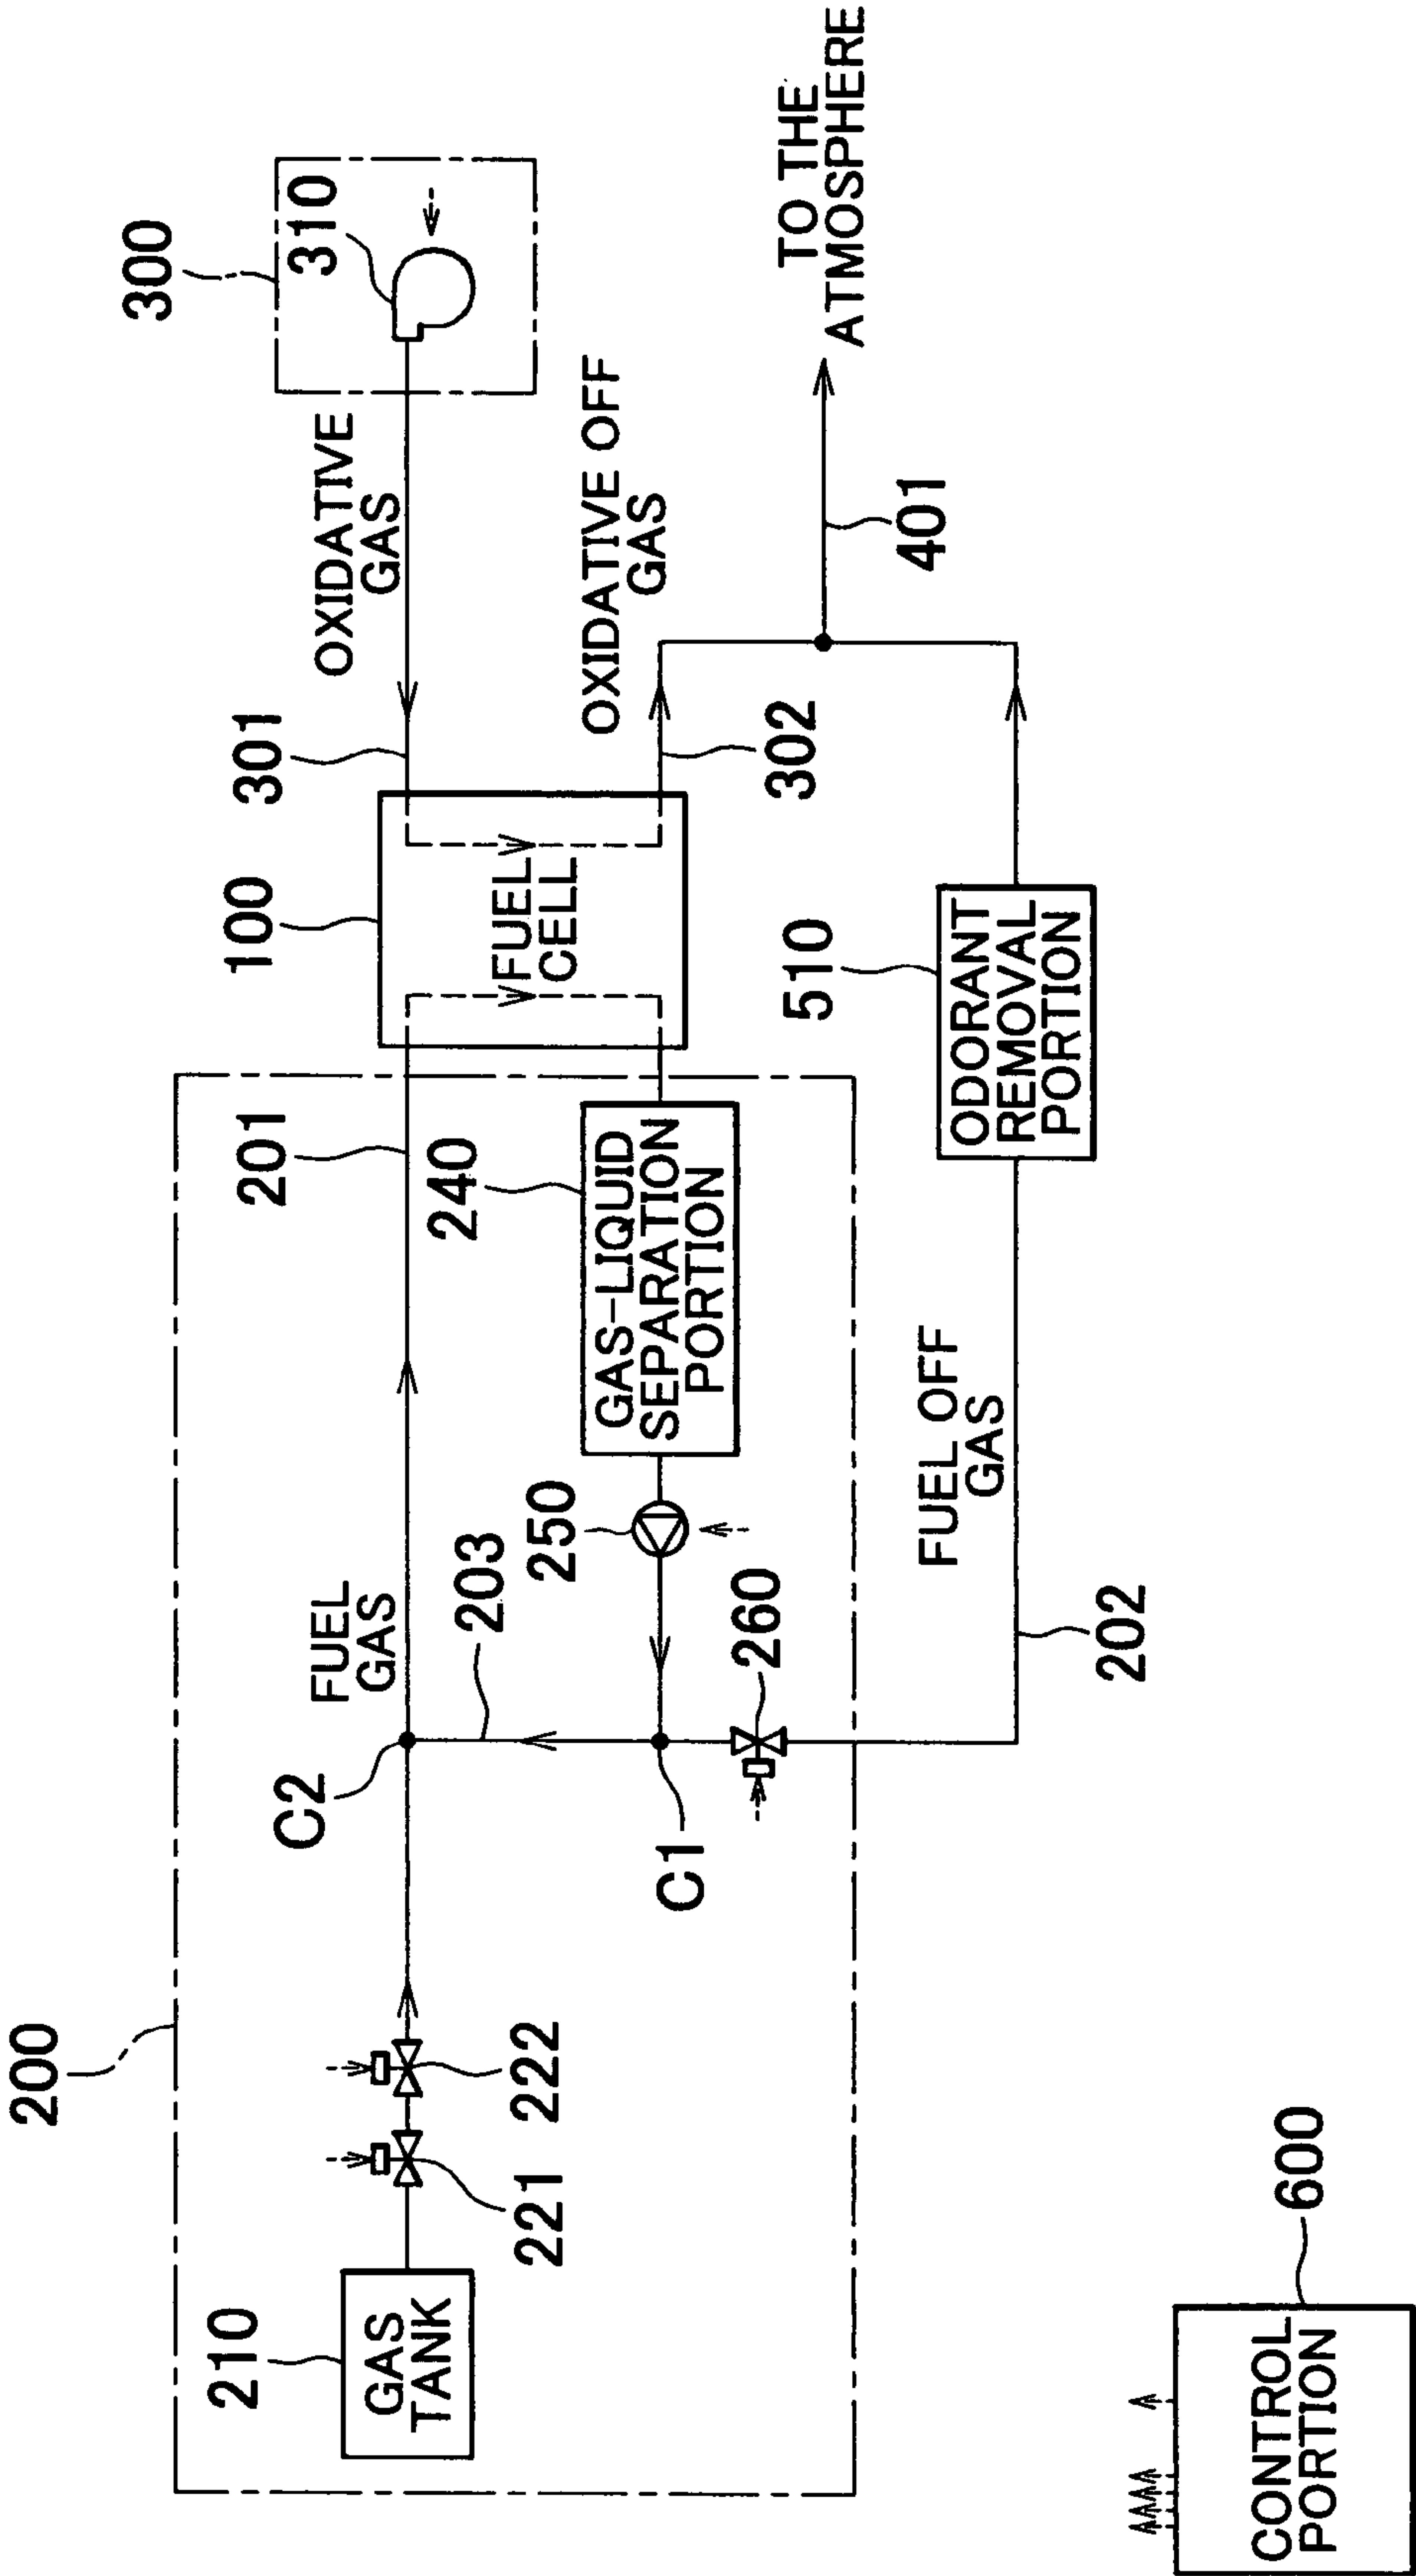 200
210
GAS
TANK
221
222
C2
FUEL
GAS
203
C1
260
250
240
GAS-LIQUID
SEPARATION
PORTION
201
100
FUEL
CELL
301
OXIDATIVE
GAS
300
310
OXIDATIVE OFF
GAS
302
TO THE
ATMOSPHERE
401
510
ODORANT
REMOVAL
PORTION
FUEL OFF
GAS
202
600
CONTROL
PORTION